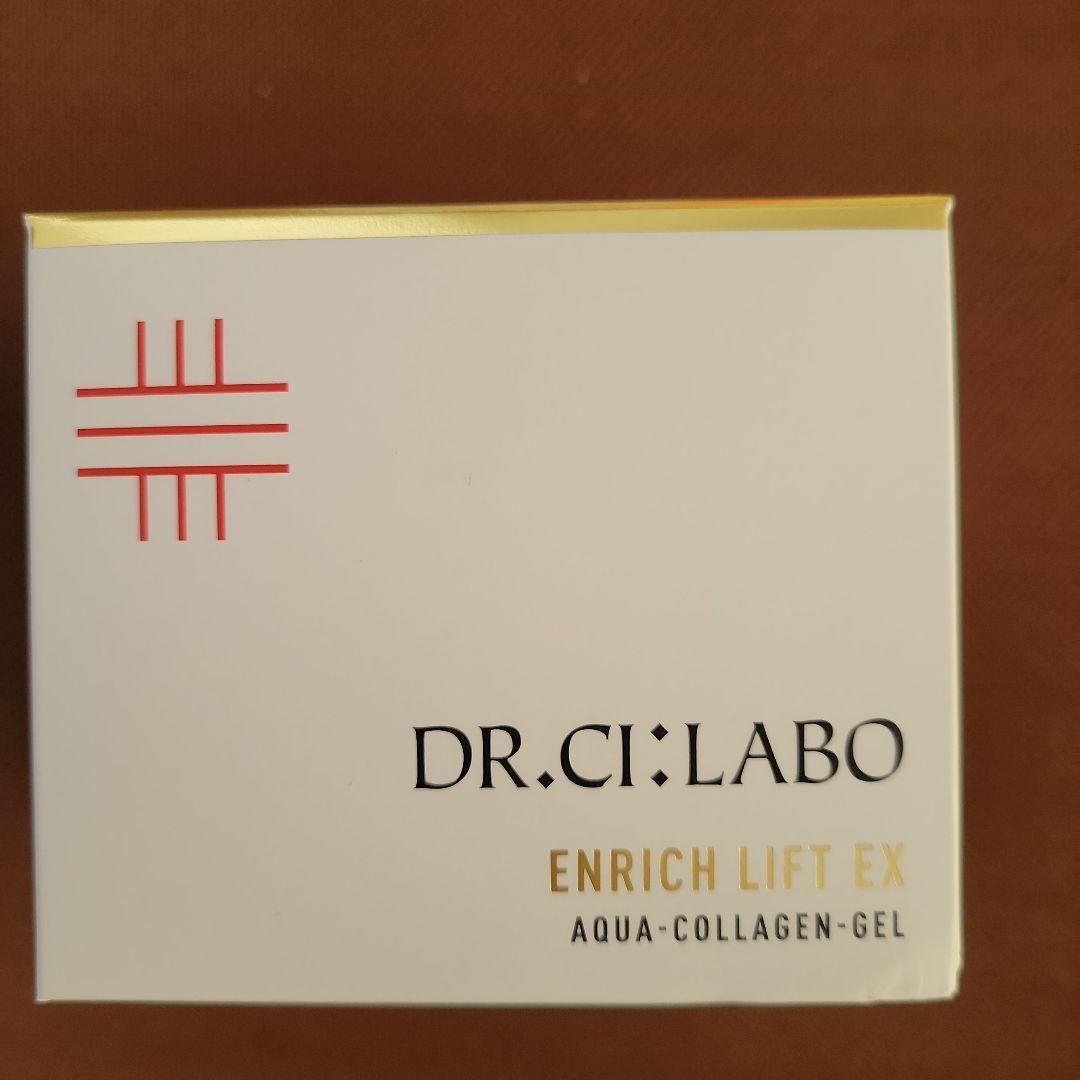 DR.CI:LABO
ENRICH LIFT EX
AQUA-COLLAGEN-GEL